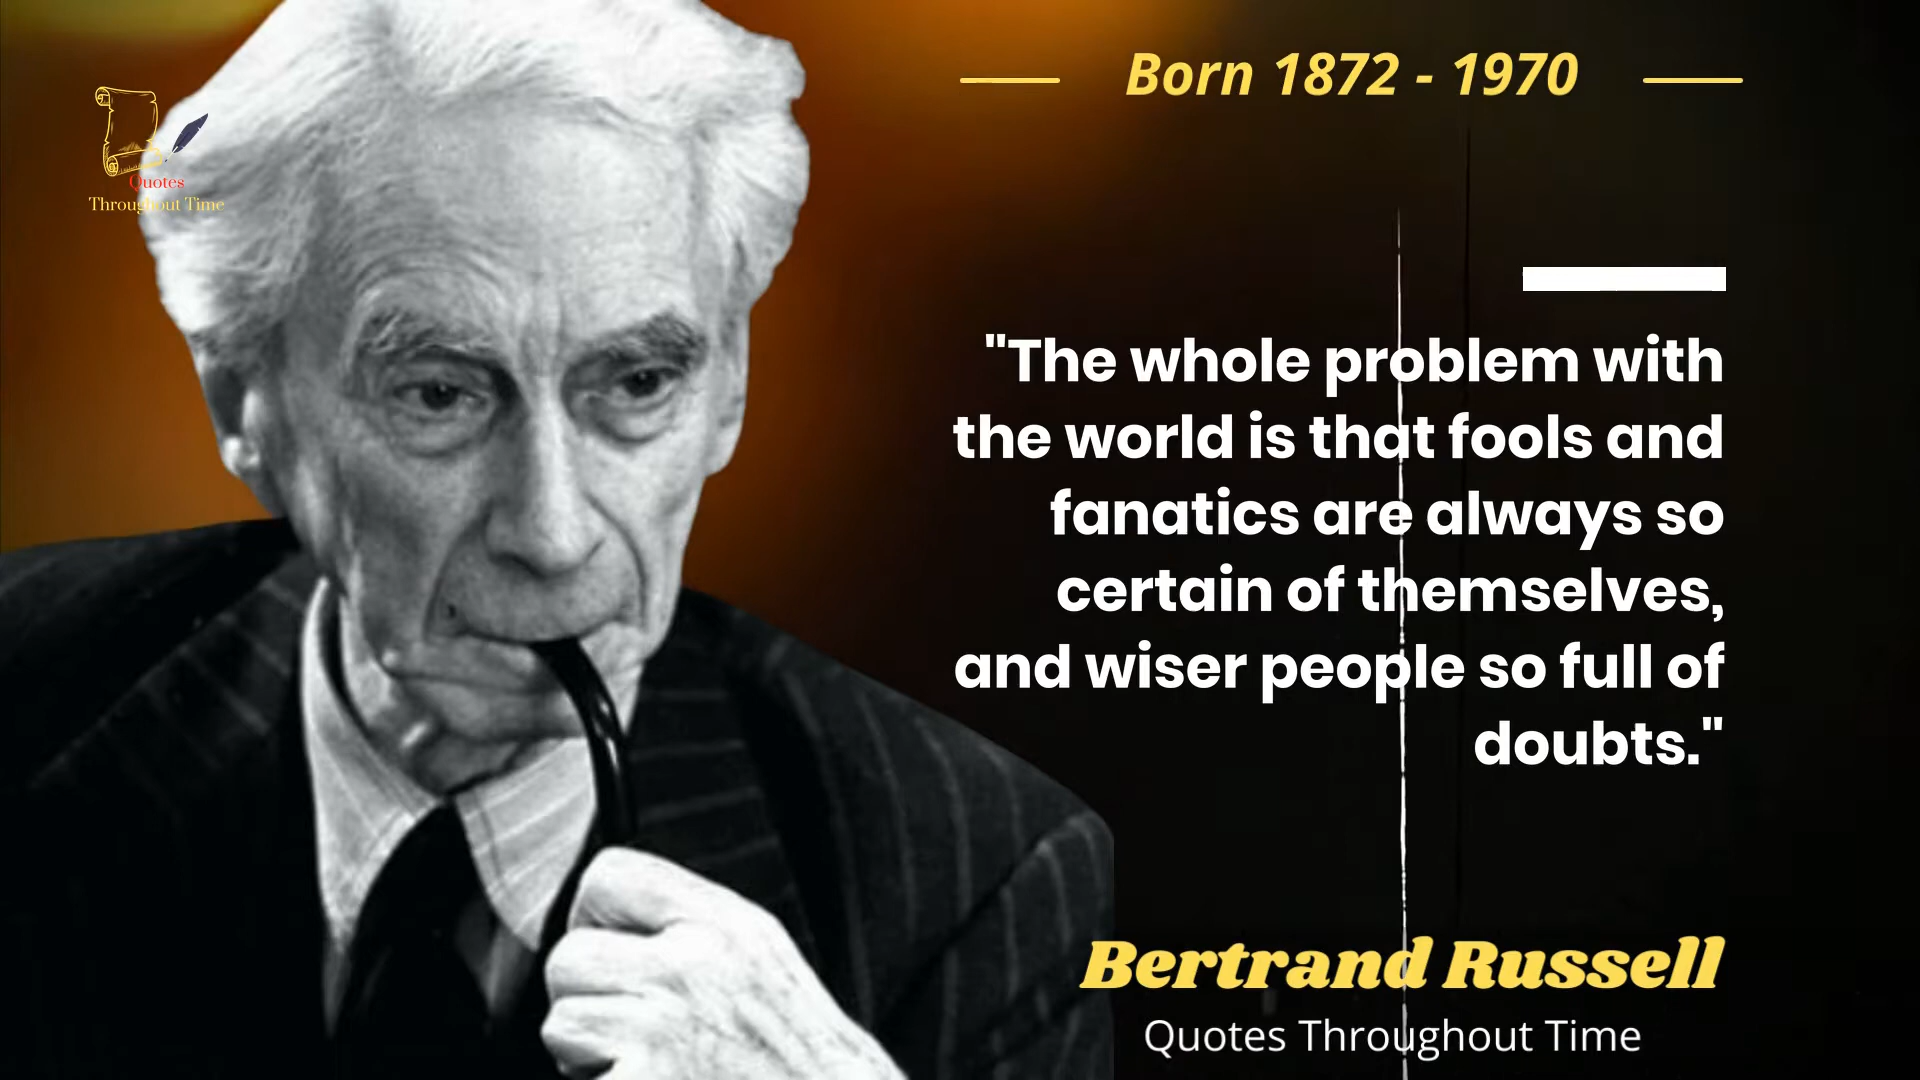 Quotes
Throughout Time
Born 1872 - 1970
"The whole problem with
the world is that fools and
fanatics are always so
certain of themselves,
and wiser people so full of
doubts."
Bertrand Russell
Quotes Throughout Time